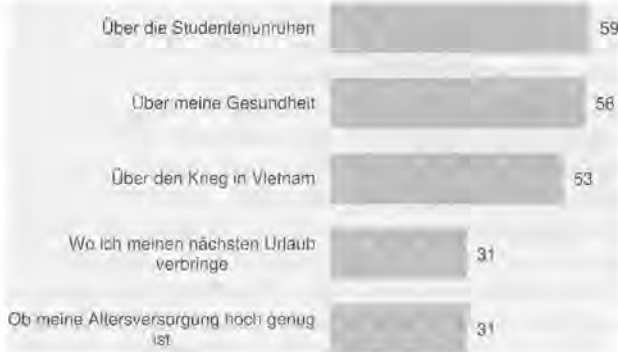 Über die Studentenunruhen 59
Über meine Gesundheit 58
Über den Krieg in Vietnam 53
Wo ich meinen nächsten Urlaub
verbringe 31
Ob meine Altersversorgung hoch genug
ist 31